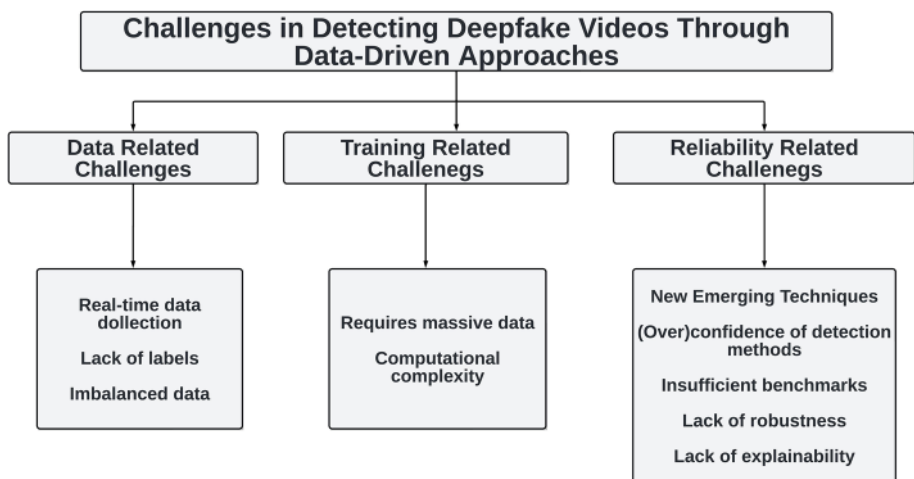 Challenges in Detecting Deepfake Videos Through
Data-Driven Approaches
Data Related
Challenges
Training Related
Challenegs
Reliability Related
Challenegs
Real-time data
dollection
Lack of labels
Imbalanced data
Requires massive data
Computational
complexity
New Emerging Techniques
(Over)confidence of detection
methods
Insufficient benchmarks
Lack of robustness
Lack of explainability